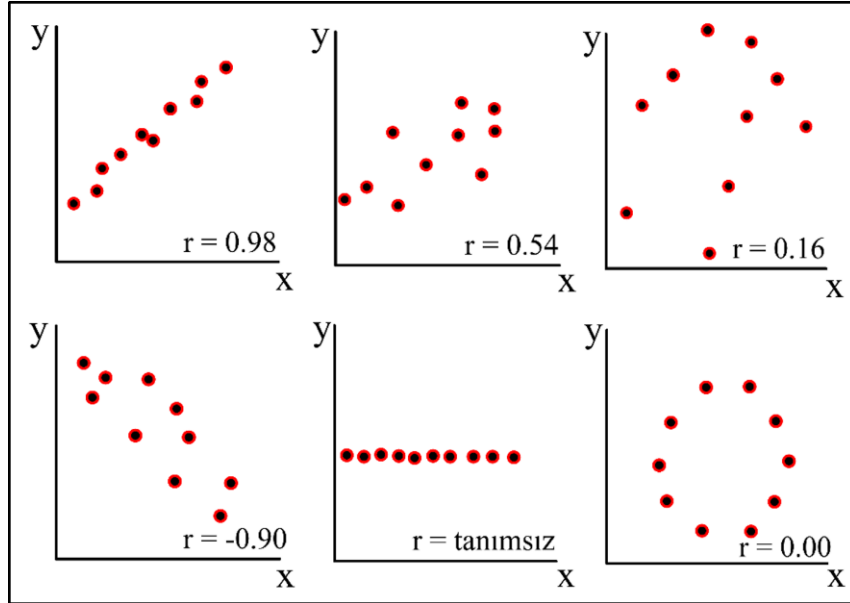 y
r = 0.98
x
y
r = 0.54
x
y
r = 0.16
x
y
r = -0.90
x
y
r = tanımsız
x
y
r = 0.00
x